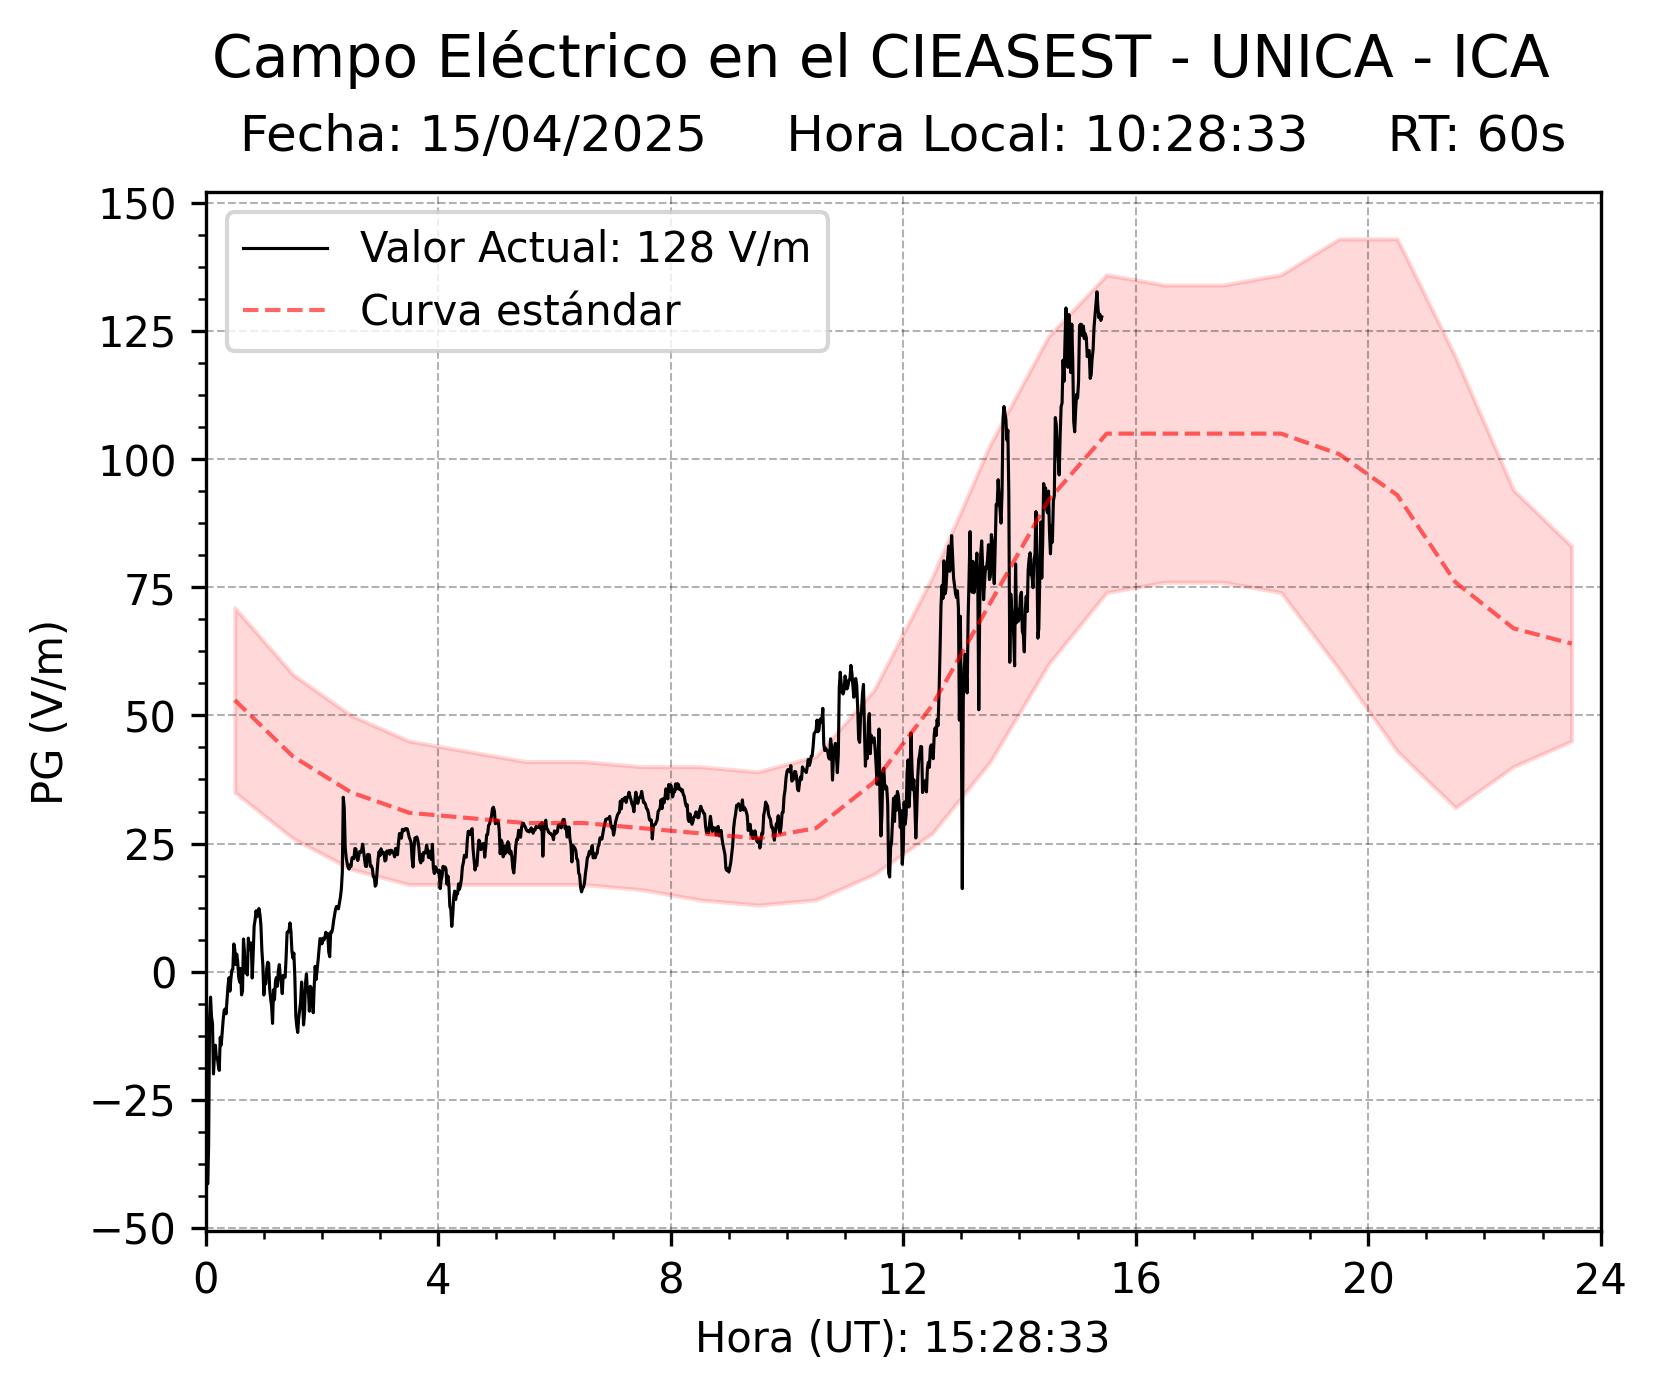 Campo Eléctrico en el CIEASEST - UNICA - ICA
Fecha: 15/04/2025 Hora Local: 10:28:33 RT: 60s
Valor Actual: 128 V/m
Curva estándar
PG (V/m)
150
125
100
75
50
25
0
−25
−50
0 4 8 12 16 20 24
Hora (UT): 15:28:33